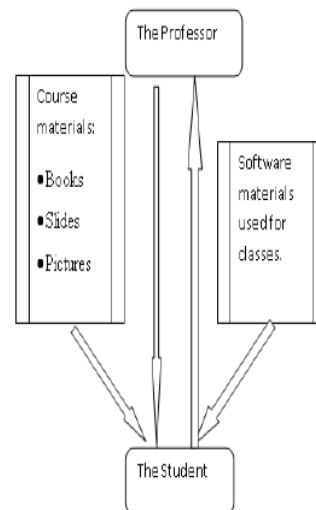 The Professor
Course
materials:
•Books
•Slides
•Pictures
Software
materials
used for
classes.
The Student